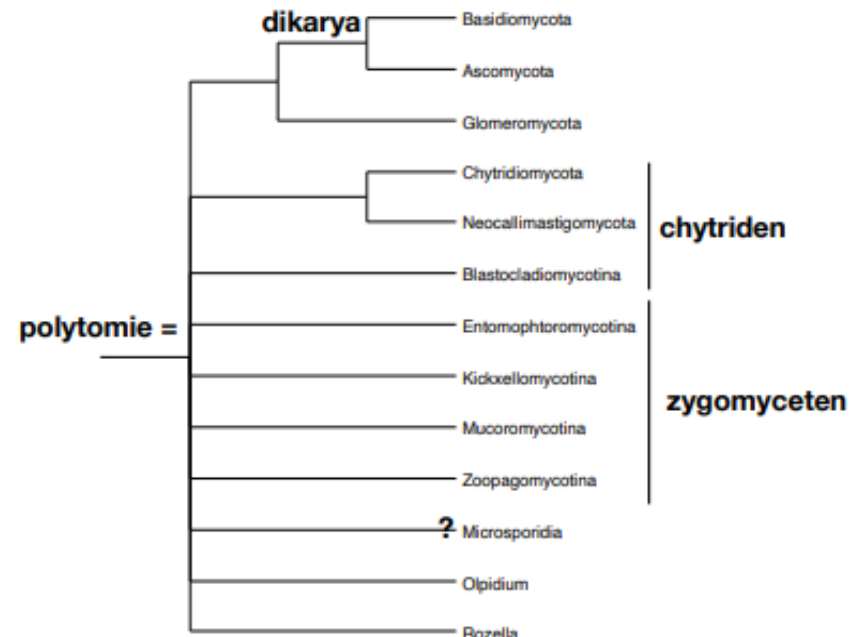 dikarya
Basidiomycota
Ascomycota
Glomeromycota
Chytridiomycota
Neocallimastigomycota
chytriden
Blastocladiomycotina
polytomie =
Entomophtoromycotina
Kickxellomycotina
zygomyceten
Mucoromycotina
Zoopagomycotina
? Microsporidia
Olpidium
Rozella